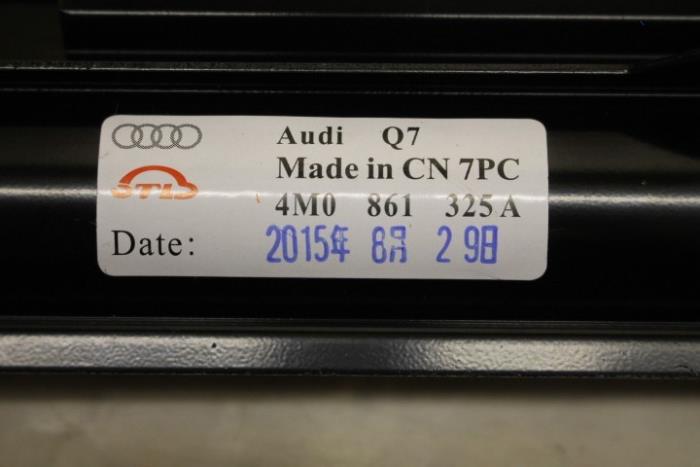 Audi Q7
Made in CN 7PC
4M0 861 325 A
Date: 2015年 8月 29日